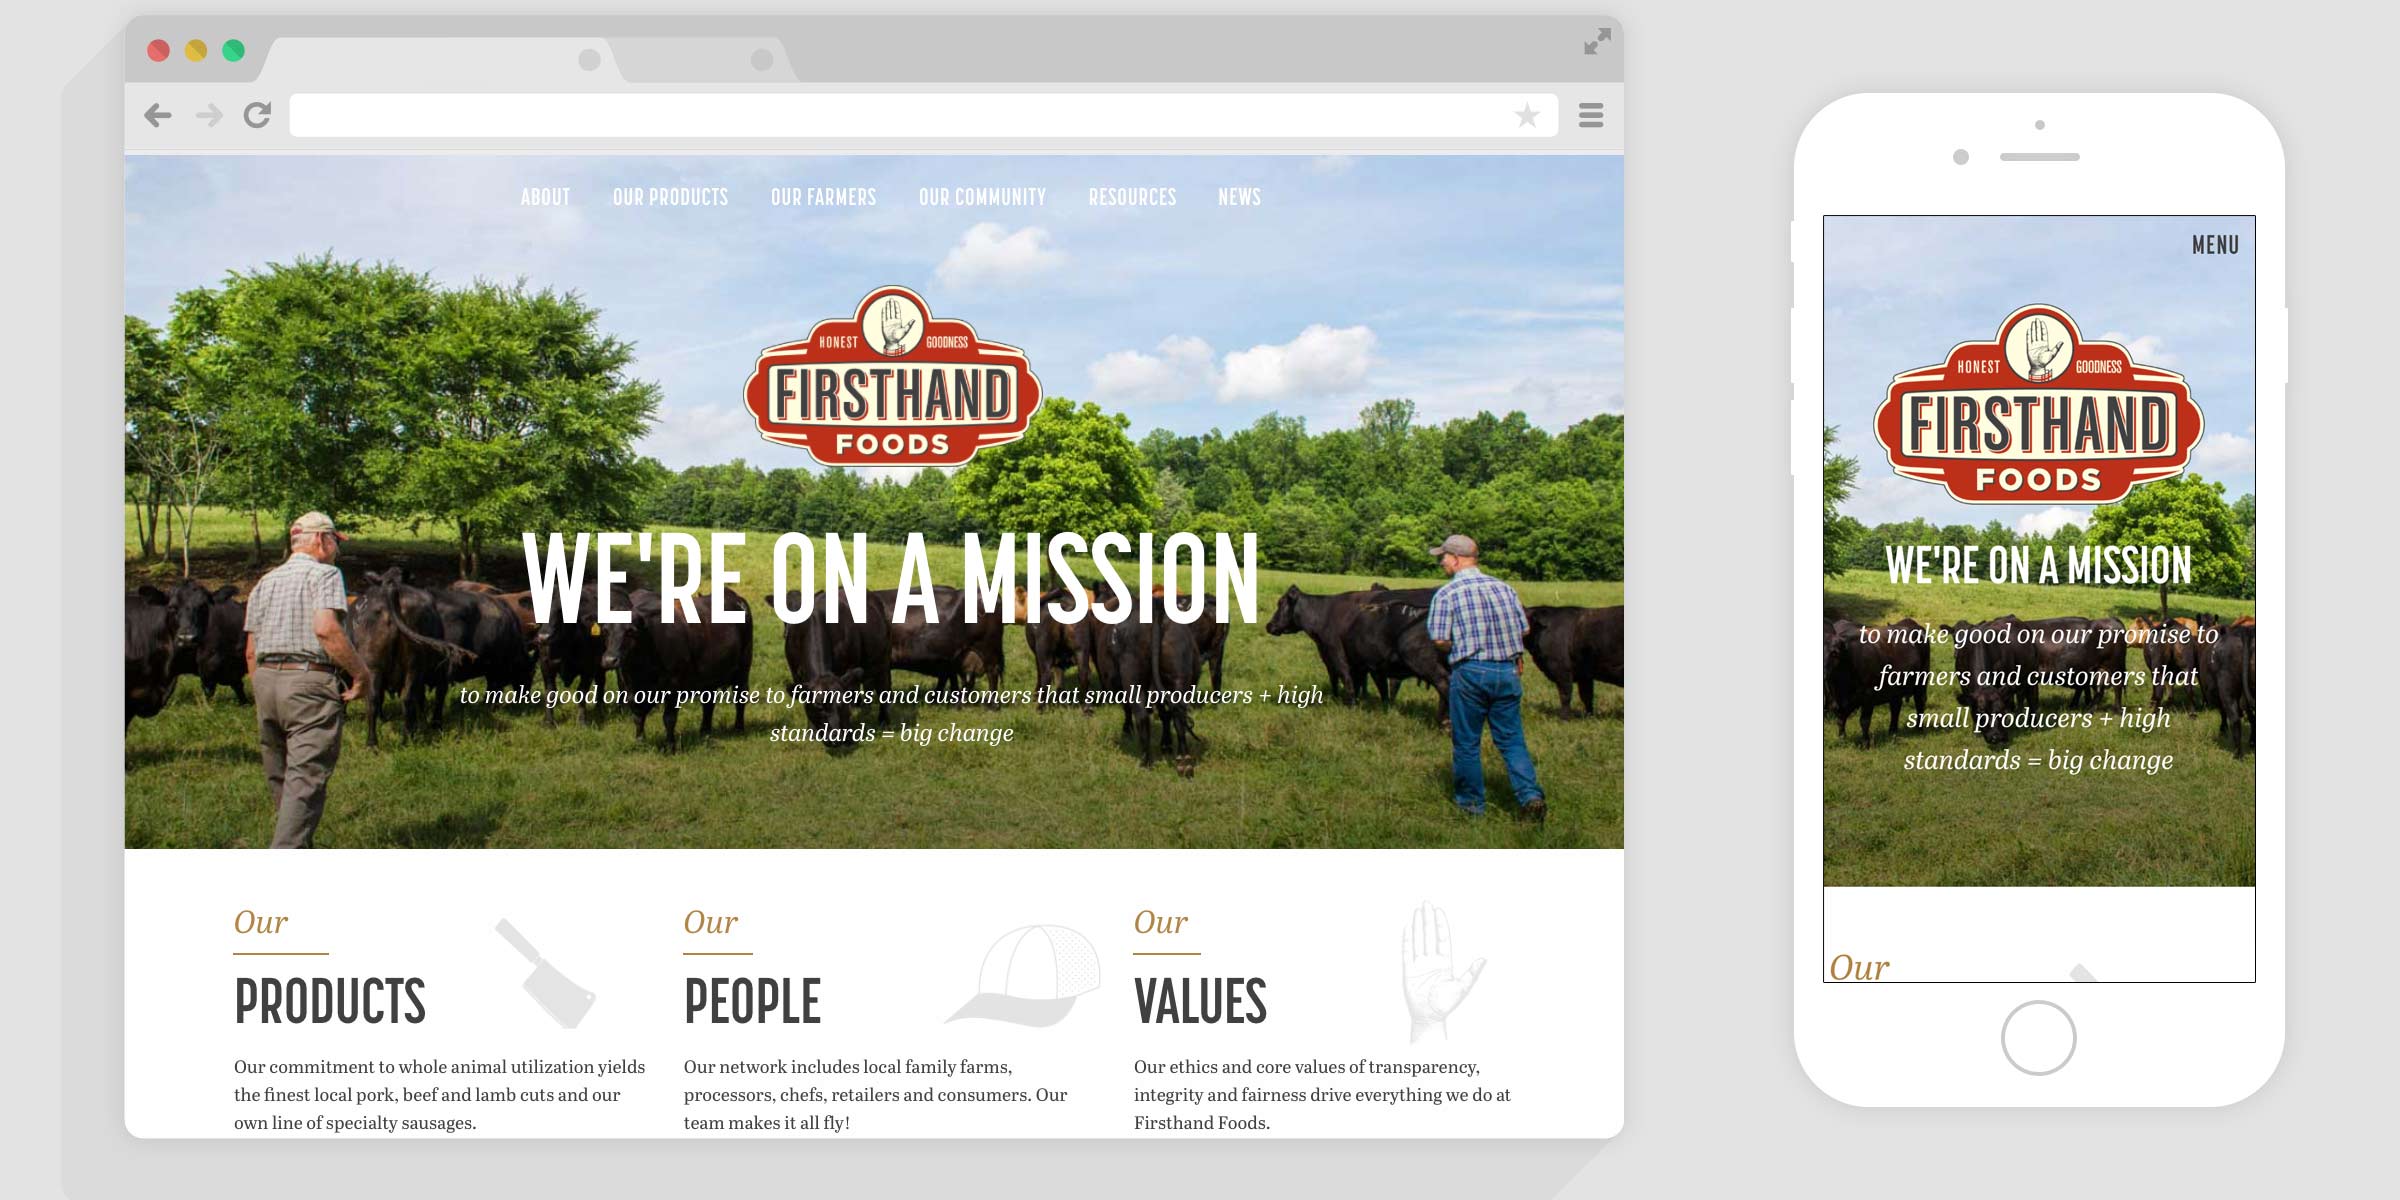 ABOUT OUR PRODUCTS OUR FARMERS OUR COMMUNITY RESOURCES NEWS
HONEST GOODNESS
FIRSTHAND
FOODS
WE'RE ON A MISSION
to make good on our promise to farmers and customers that small producers + high
standards = big change
Our
PRODUCTS
Our commitment to whole animal utilization yields
the finest local pork, beef and lamb cuts and our
own line of specialty sausages.
Our
PEOPLE
Our network includes local family farms,
processors, chefs, retailers and consumers. Our
team makes it all fly!
Our
VALUES
Our ethics and core values of transparency,
integrity and fairness drive everything we do at
Firsthand Foods.
MENU
HONEST GOODNESS
FIRSTHAND
FOODS
WE'RE ON A MISSION
to make good on our promise to
farmers and customers that
small producers + high
standards = big change
Our